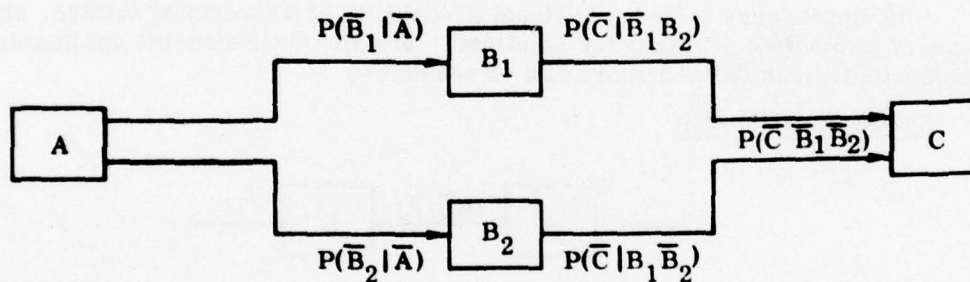 P(B̅₁|A̅)
P(C̅|B̅₁B₂)
B₁
A
P(C̅ B̅₁B̅₂)
C
B₂
P(B̅₂|A̅)
P(C̅|B₁B̅₂)